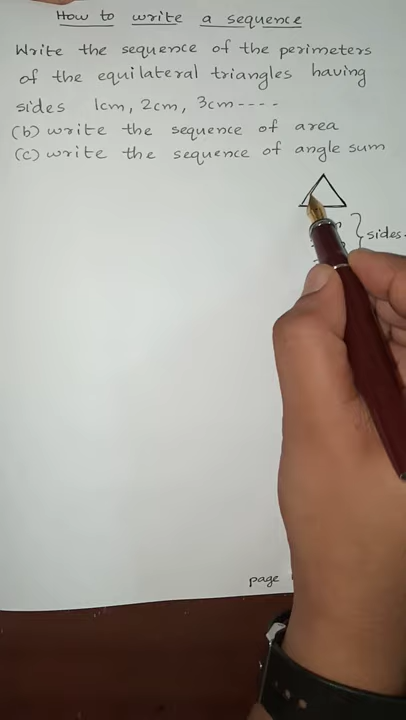 How to write a sequence
Write the sequence of the perimeters
of the equilateral triangles having
sides 1cm, 2cm, 3cm ----
(b) write the sequence of area
(c) write the sequence of angle sum
sides
page